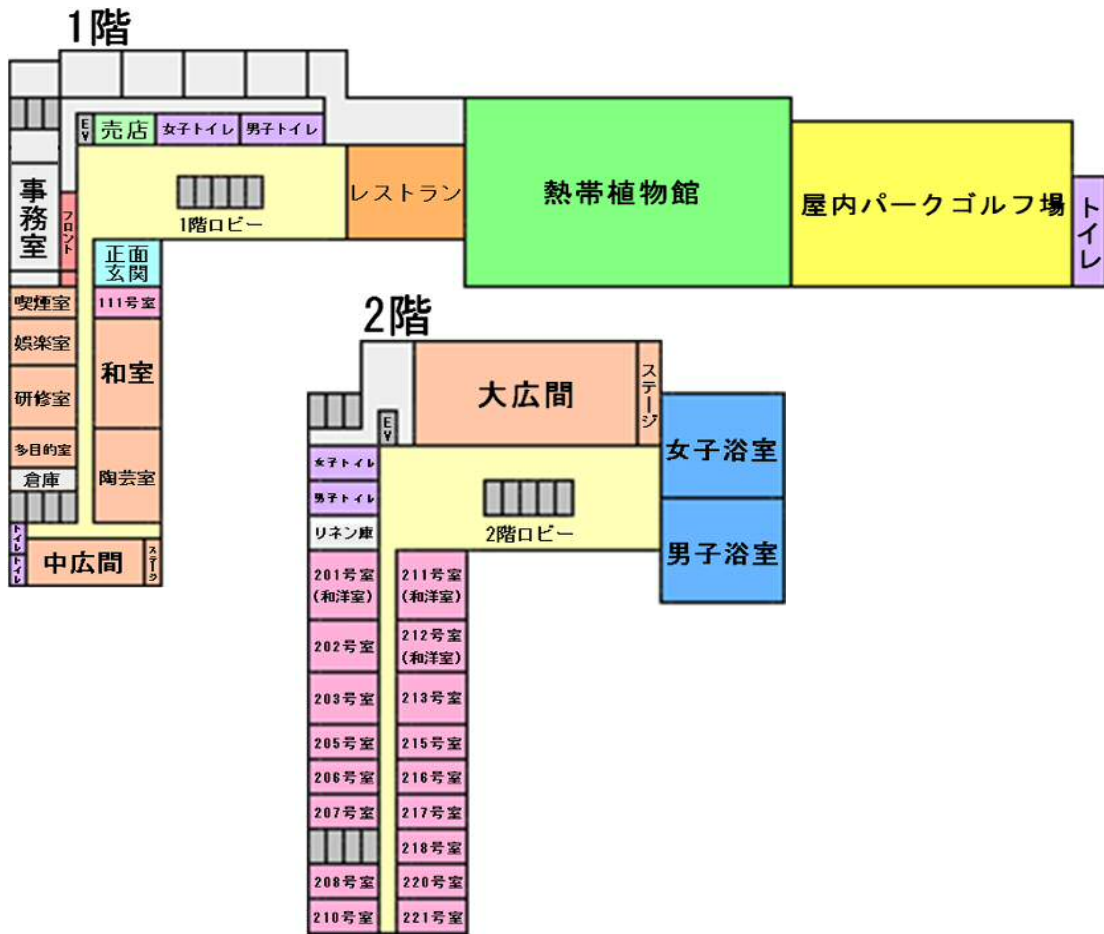 1階
EV
売店
女子トイレ
男子トイレ
事務室
フロント
1階ロビー
レストラン
熱帯植物館
屋内パークゴルフ場
トイレ
正面
玄関
喫煙室
111号室
娯楽室
和室
研修室
多目的室
陶芸室
倉庫
トイレ
トイレ
中広間
ステージ
2階
EV
大広間
ステージ
女子浴室
男子浴室
女子トイレ
男子トイレ
リネン庫
2階ロビー
201号室
(和洋室)
211号室
(和洋室)
202号室
212号室
(和洋室)
203号室
213号室
205号室
215号室
206号室
216号室
207号室
217号室
218号室
208号室
220号室
210号室
221号室